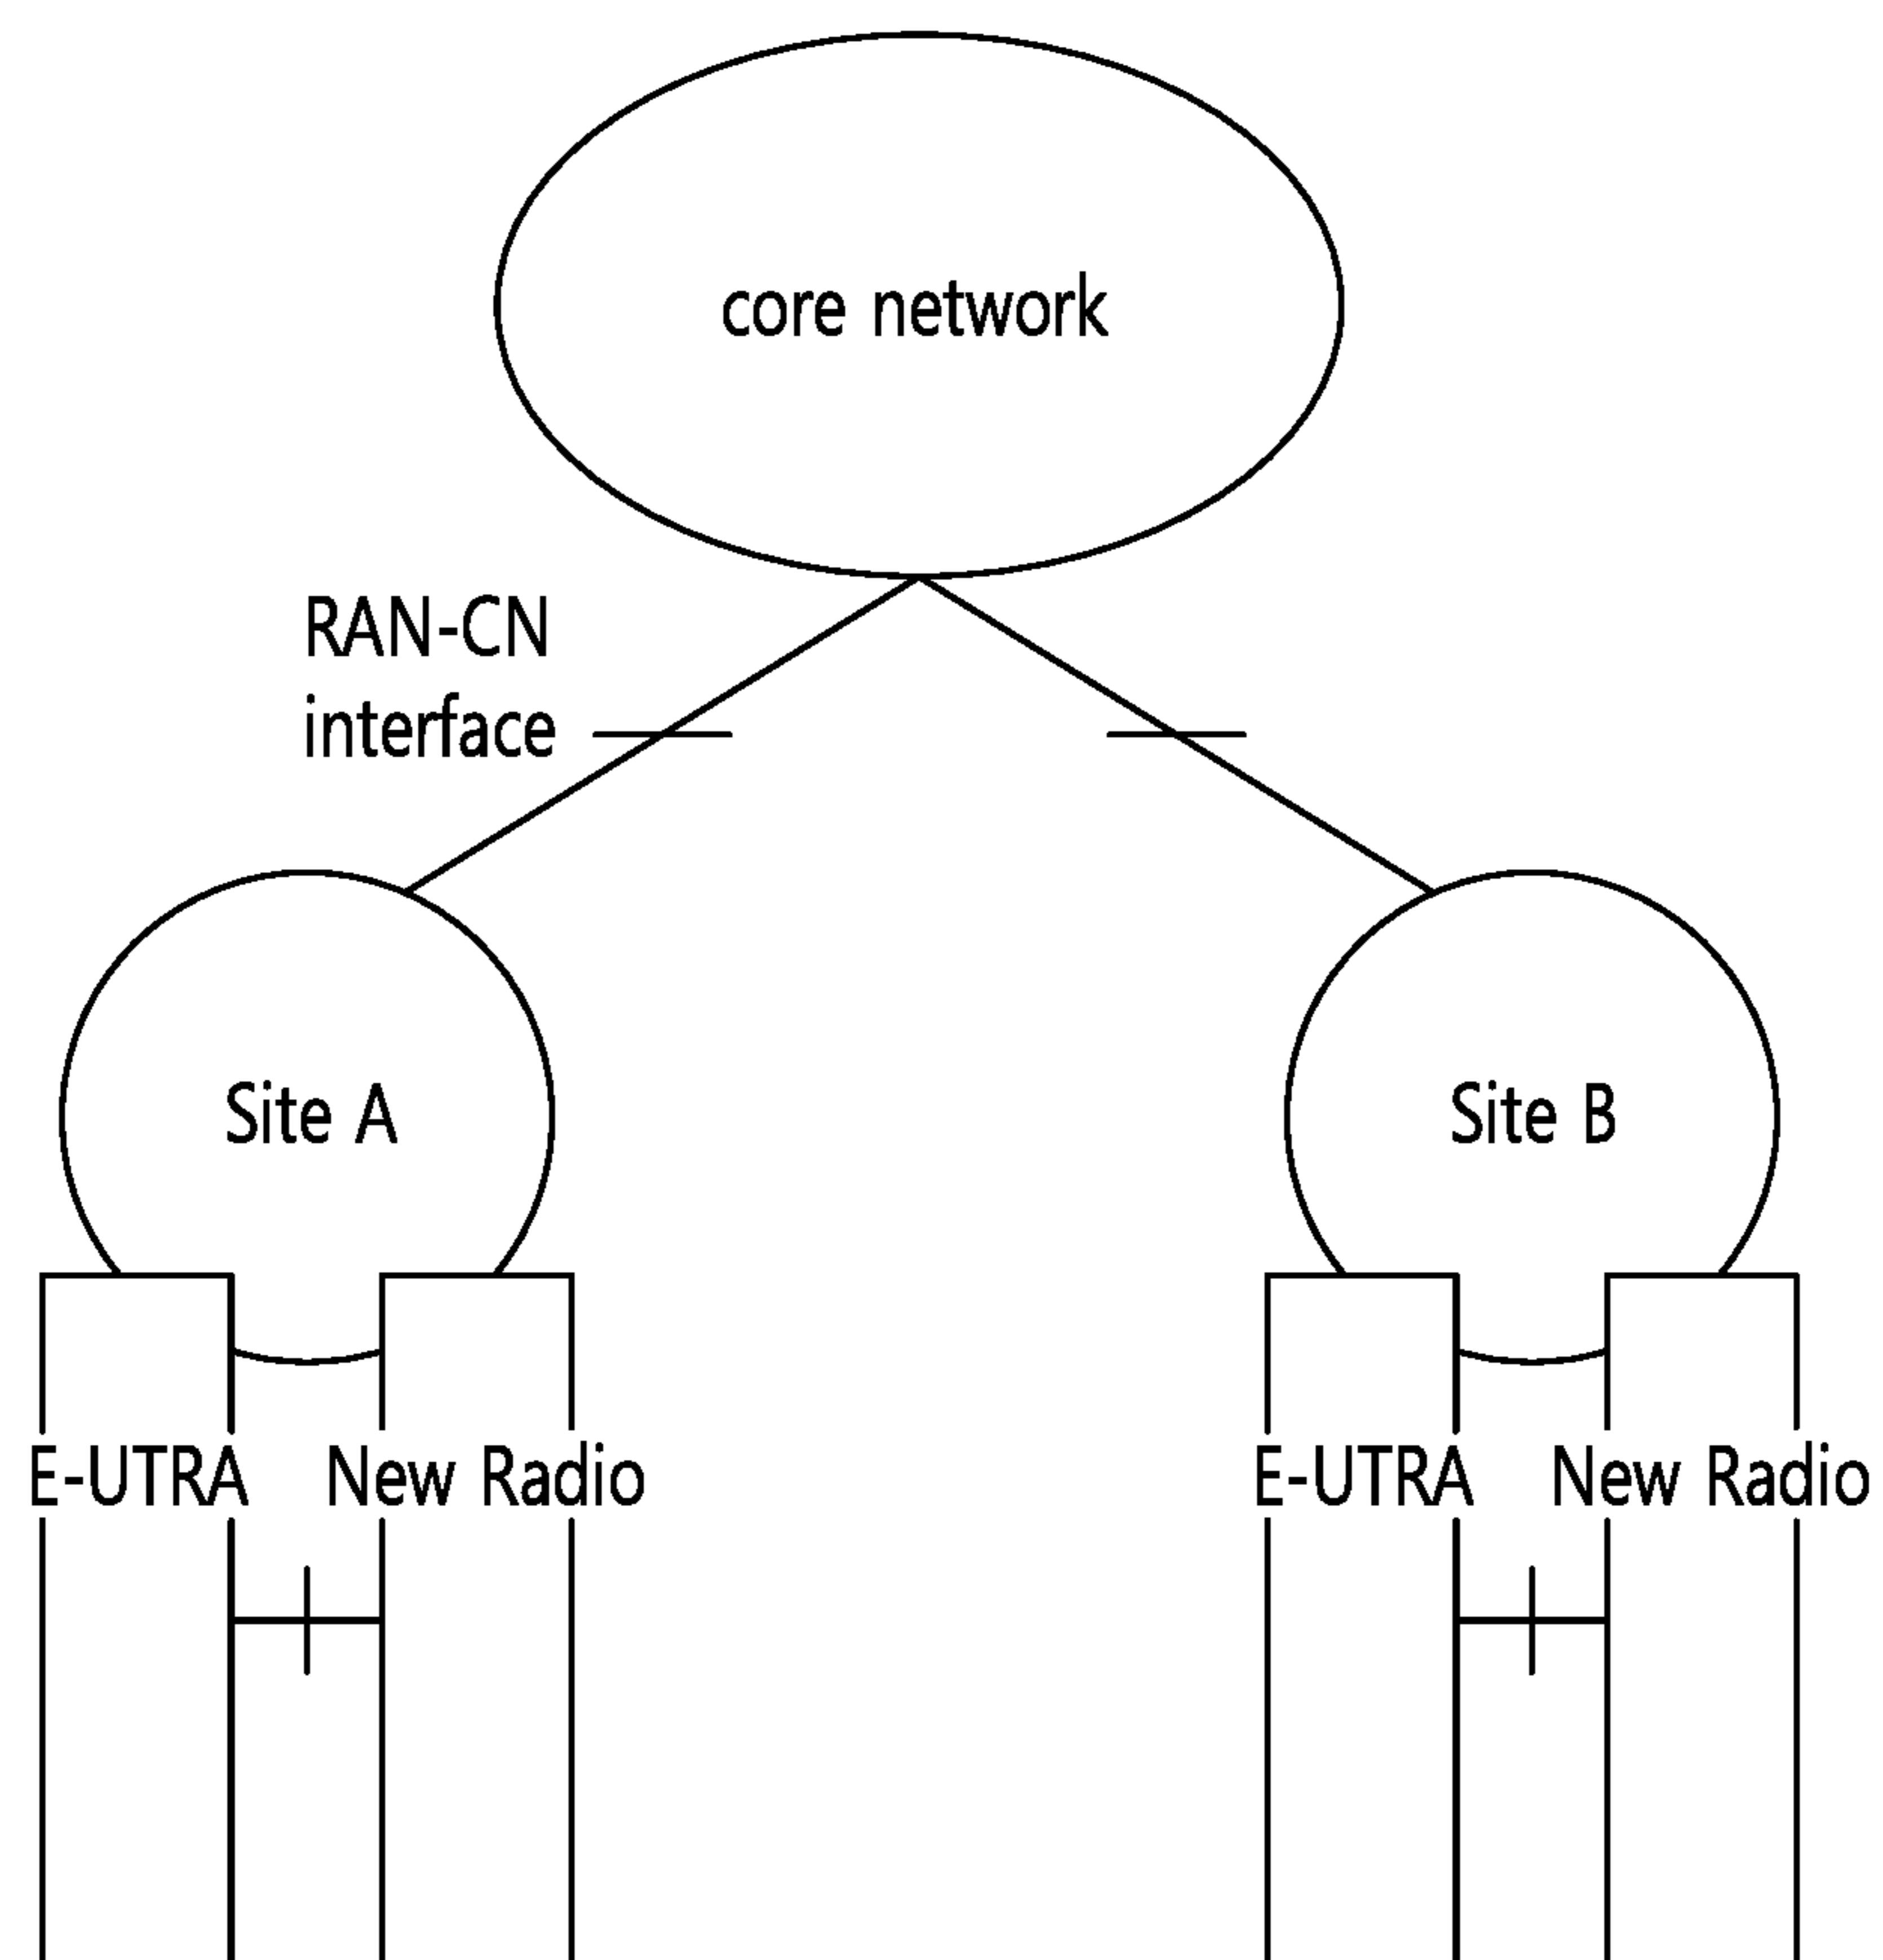 core network
RAN-CN
interface
Site A
Site B
E-UTRA
New Radio
E-UTRA
New Radio